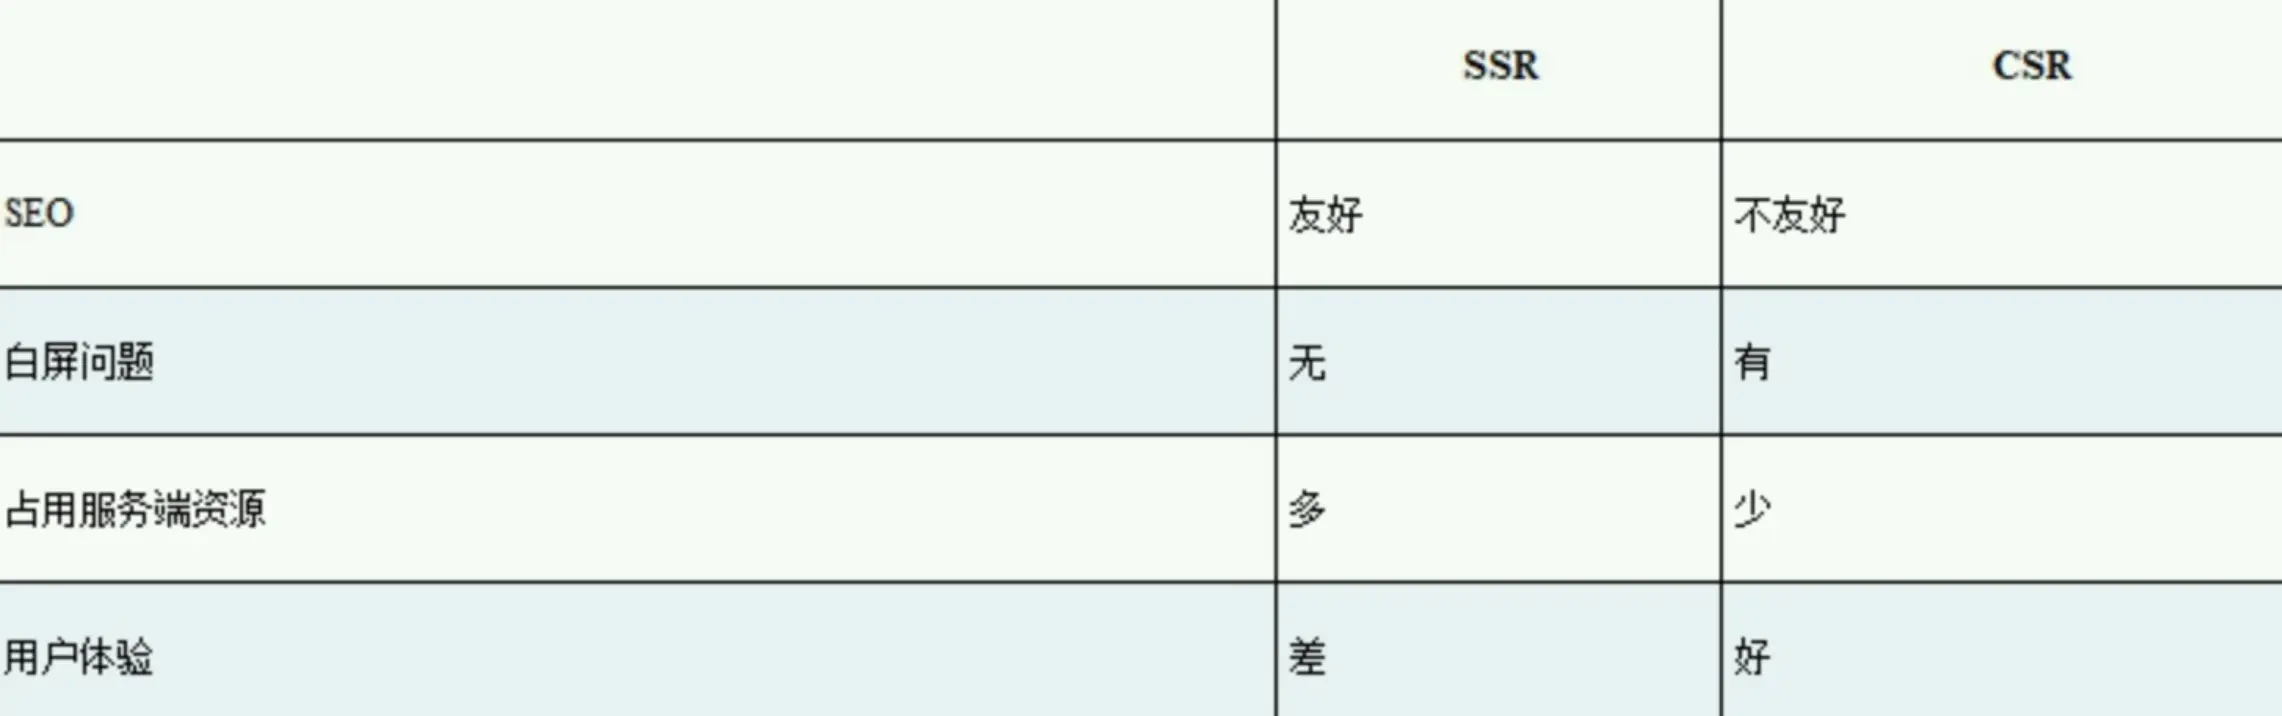 SSR CSR
SEO 友好 不友好
白屏问题 无 有
占用服务端资源 多 少
用户体验 差 好